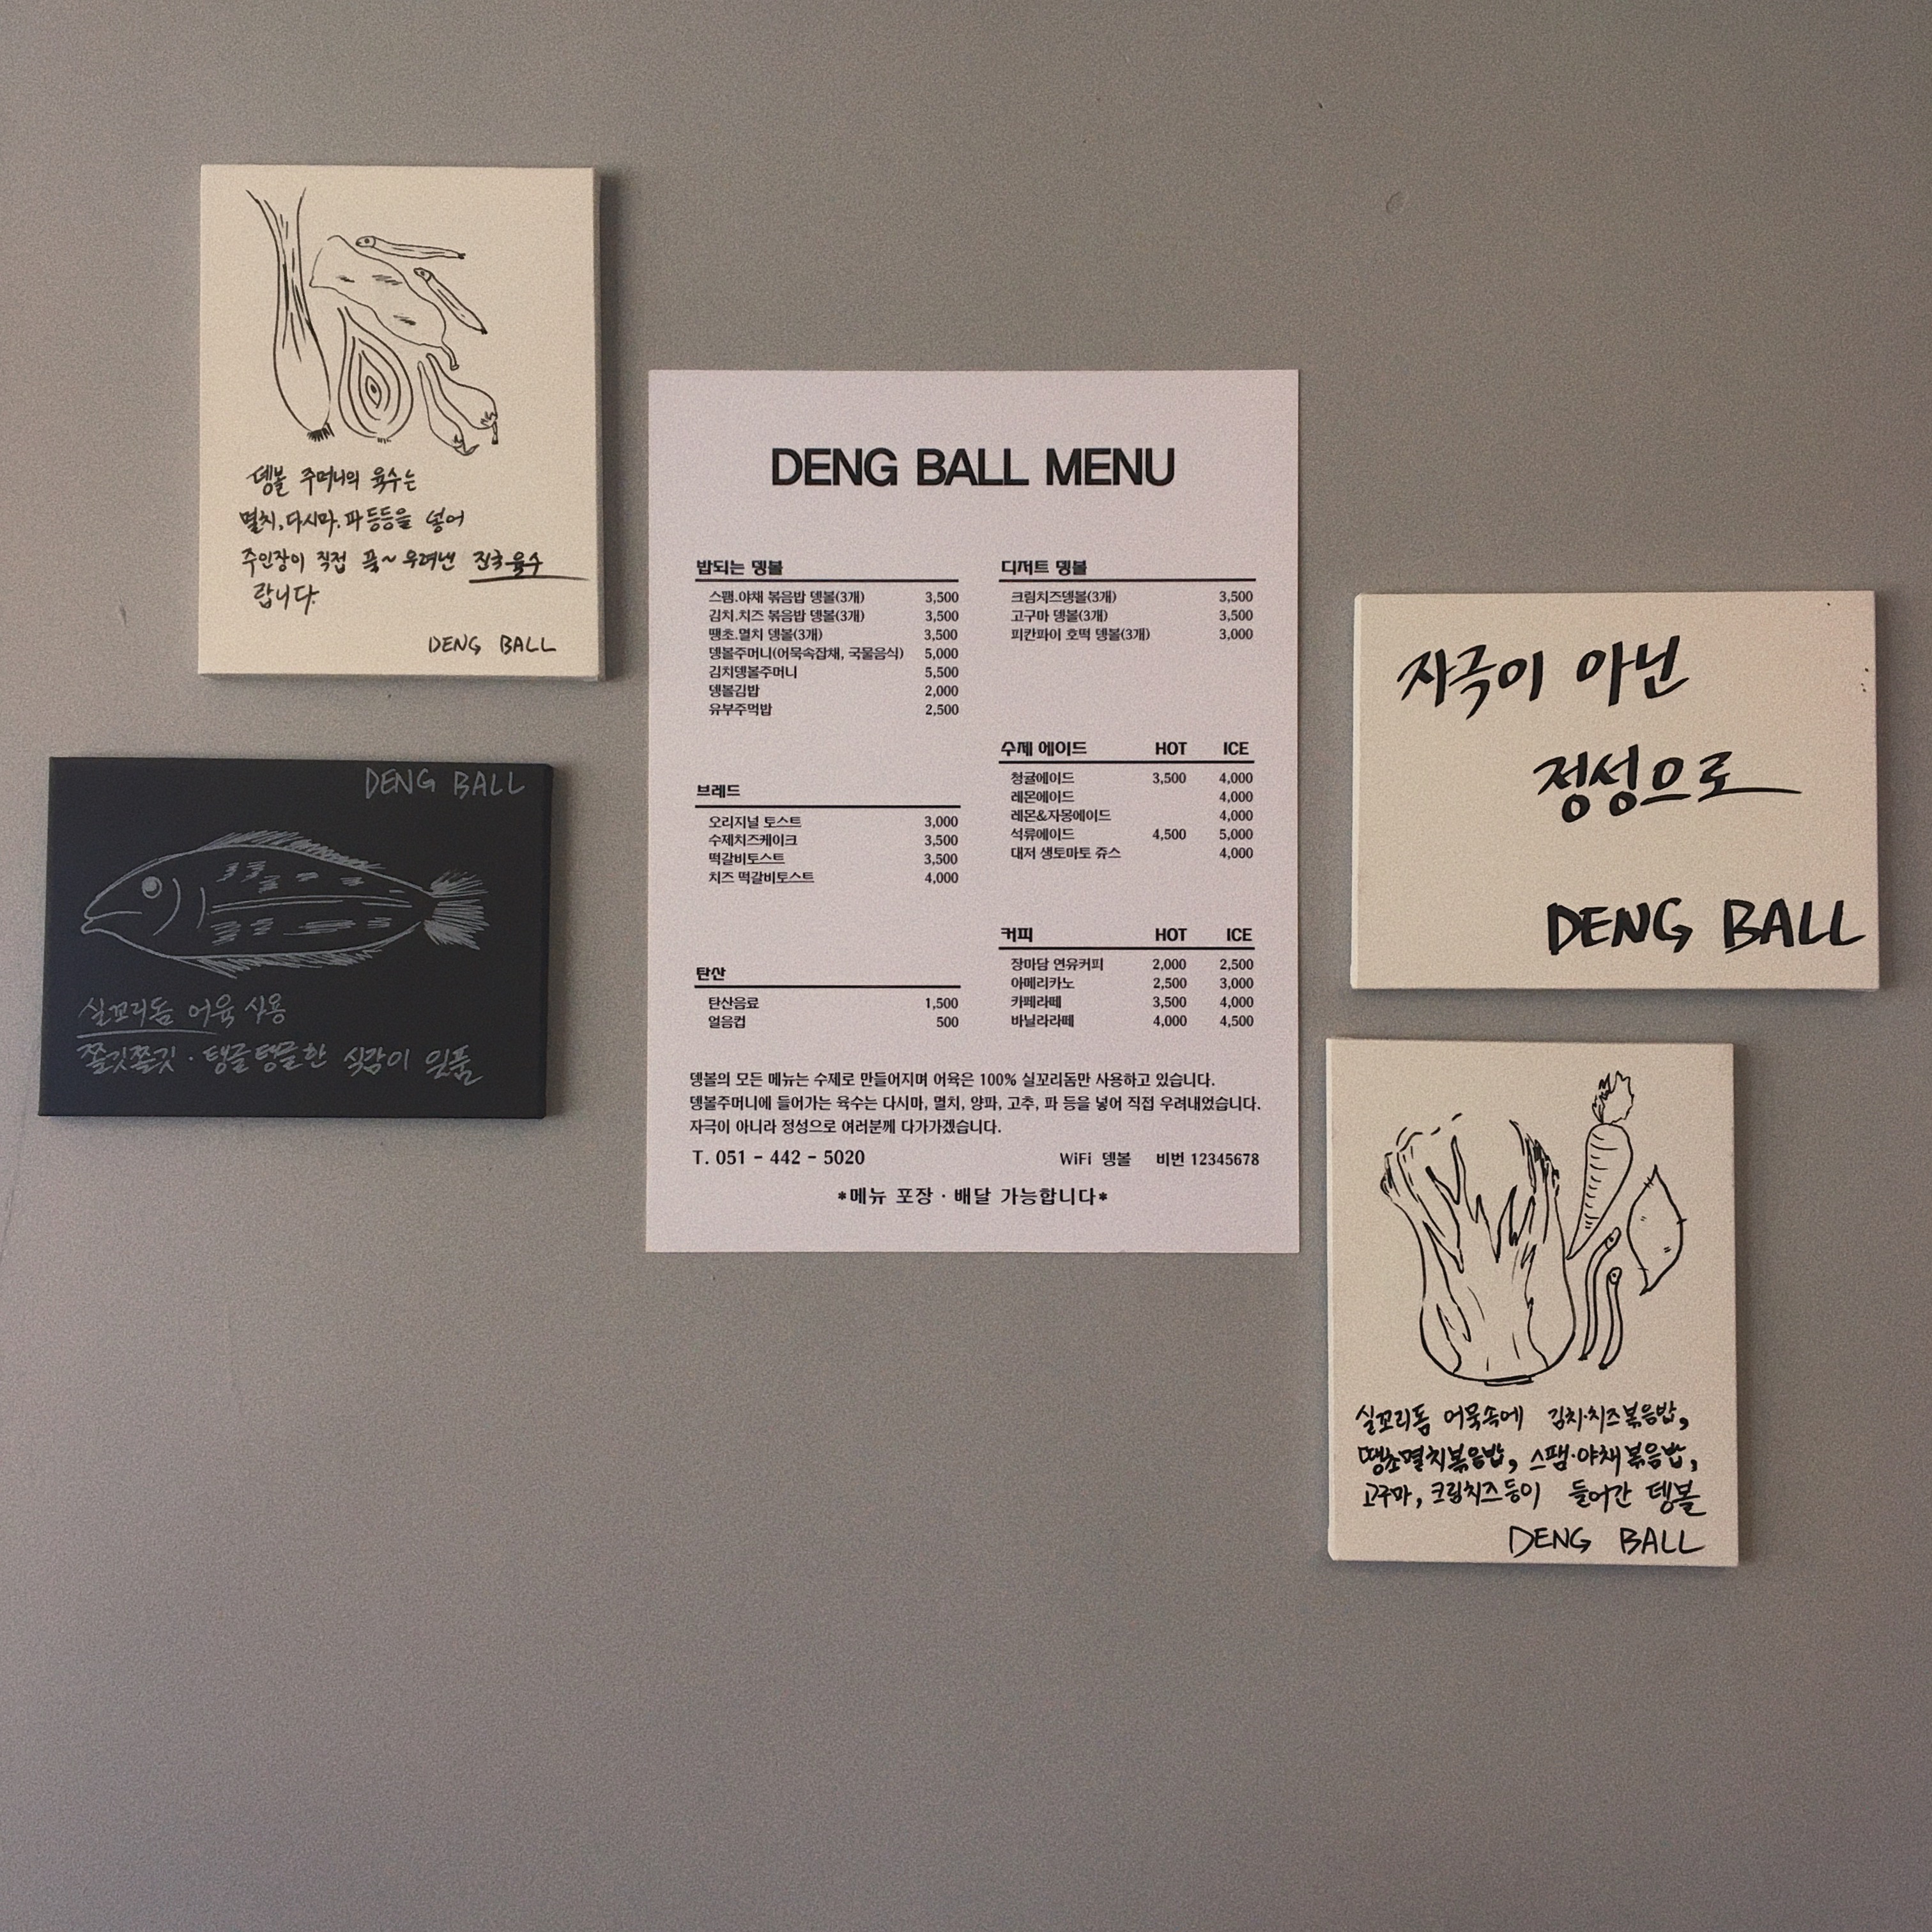 뎅볼 주머니의 육수는
멸치, 다시마. 파 등등을 넣어
주인장이 직접 푹~ 우려낸 진국육수
랍니다.
DENG BALL
DENG BALL
실꼬리돔 어육 사용
쫄깃쫄깃 · 탱글탱글한 식감이 일품
DENG BALL MENU
밥되는 뎅볼
스팸.야채 볶음밥 뎅볼(3개) 3,500
김치.치즈 볶음밥 뎅볼(3개) 3,500
땡초.멸치 뎅볼(3개) 3,500
뎅볼주머니(어묵속잡채, 국물음식) 5,000
김치뎅볼주머니 5,500
뎅볼김밥 2,000
유부주먹밥 2,500
브레드
오리지널 토스트 3,000
수제치즈케이크 3,500
떡갈비토스트 3,500
치즈 떡갈비토스트 4,000
탄산
탄산음료 1,500
얼음컵 500
디저트 뎅볼
크림치즈뎅볼(3개) 3,500
고구마 뎅볼(3개) 3,500
피칸파이 호떡 뎅볼(3개) 3,000
수제 에이드 HOT ICE
청귤에이드 3,500 4,000
레몬에이드 4,000
레몬&자몽에이드 4,000
석류에이드 4,500 5,000
대저 생토마토 쥬스 4,000
커피 HOT ICE
장마담 연유커피 2,000 2,500
아메리카노 2,500 3,000
카페라떼 3,500 4,000
바닐라라떼 4,000 4,500
뎅볼의 모든 메뉴는 수제로 만들어지며 어육은 100% 실꼬리돔만 사용하고 있습니다.
뎅볼주머니에 들어가는 육수는 다시마, 멸치, 양파, 고추, 파 등을 넣어 직접 우려내었습니다.
자극이 아니라 정성으로 여러분께 다가가겠습니다.
T. 051 - 442 - 5020 WiFi 뎅볼 비번 12345678
*메뉴 포장 · 배달 가능합니다*
자극이 아닌
정성으로
DENG BALL
실꼬리돔 어묵속에 김치·치즈볶음밥,
땡초멸치볶음밥, 스팸·야채볶음밥,
고구마, 크림치즈등이 들어간 뎅볼
DENG BALL